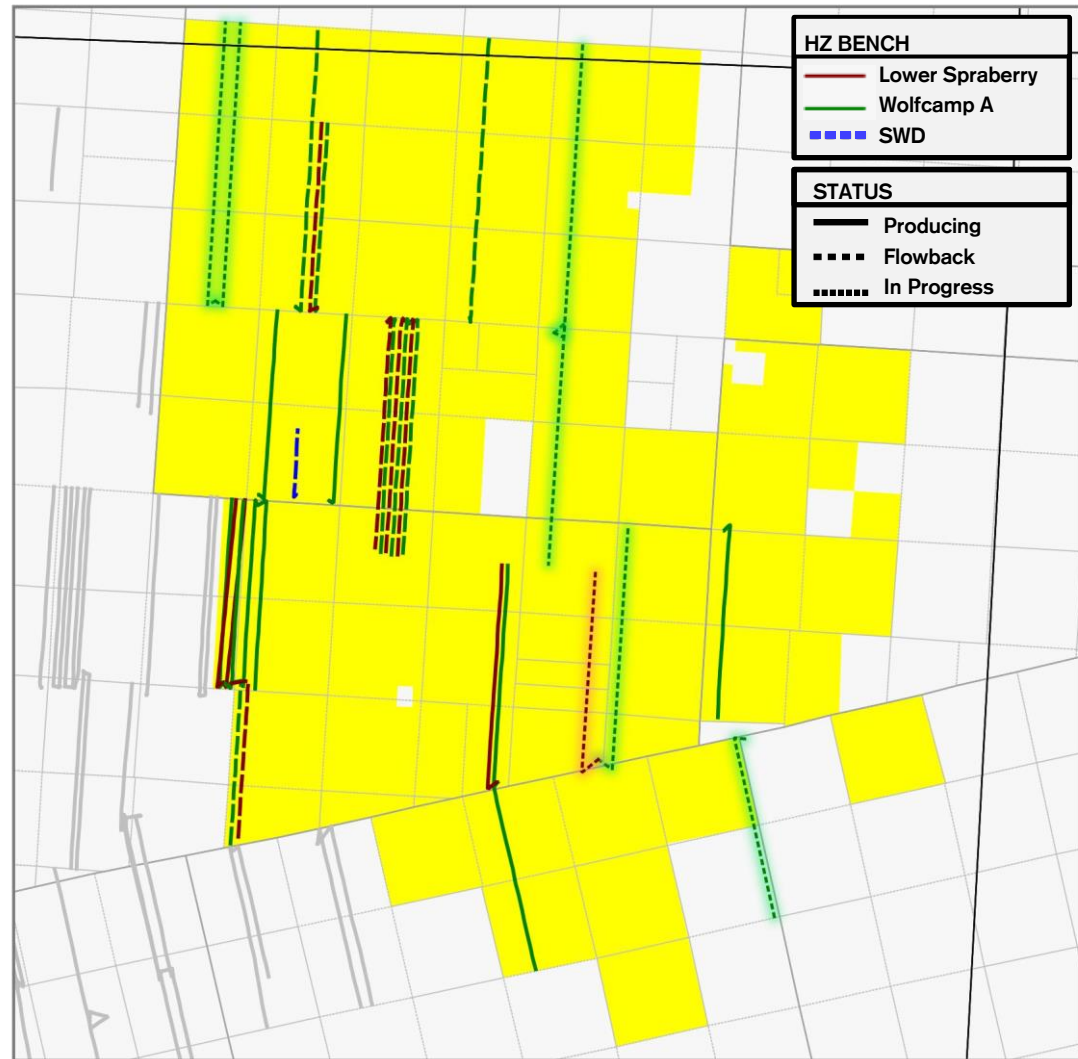 HZ BENCH
Lower Spraberry
Wolfcamp A
SWD
STATUS
Producing
Flowback
In Progress